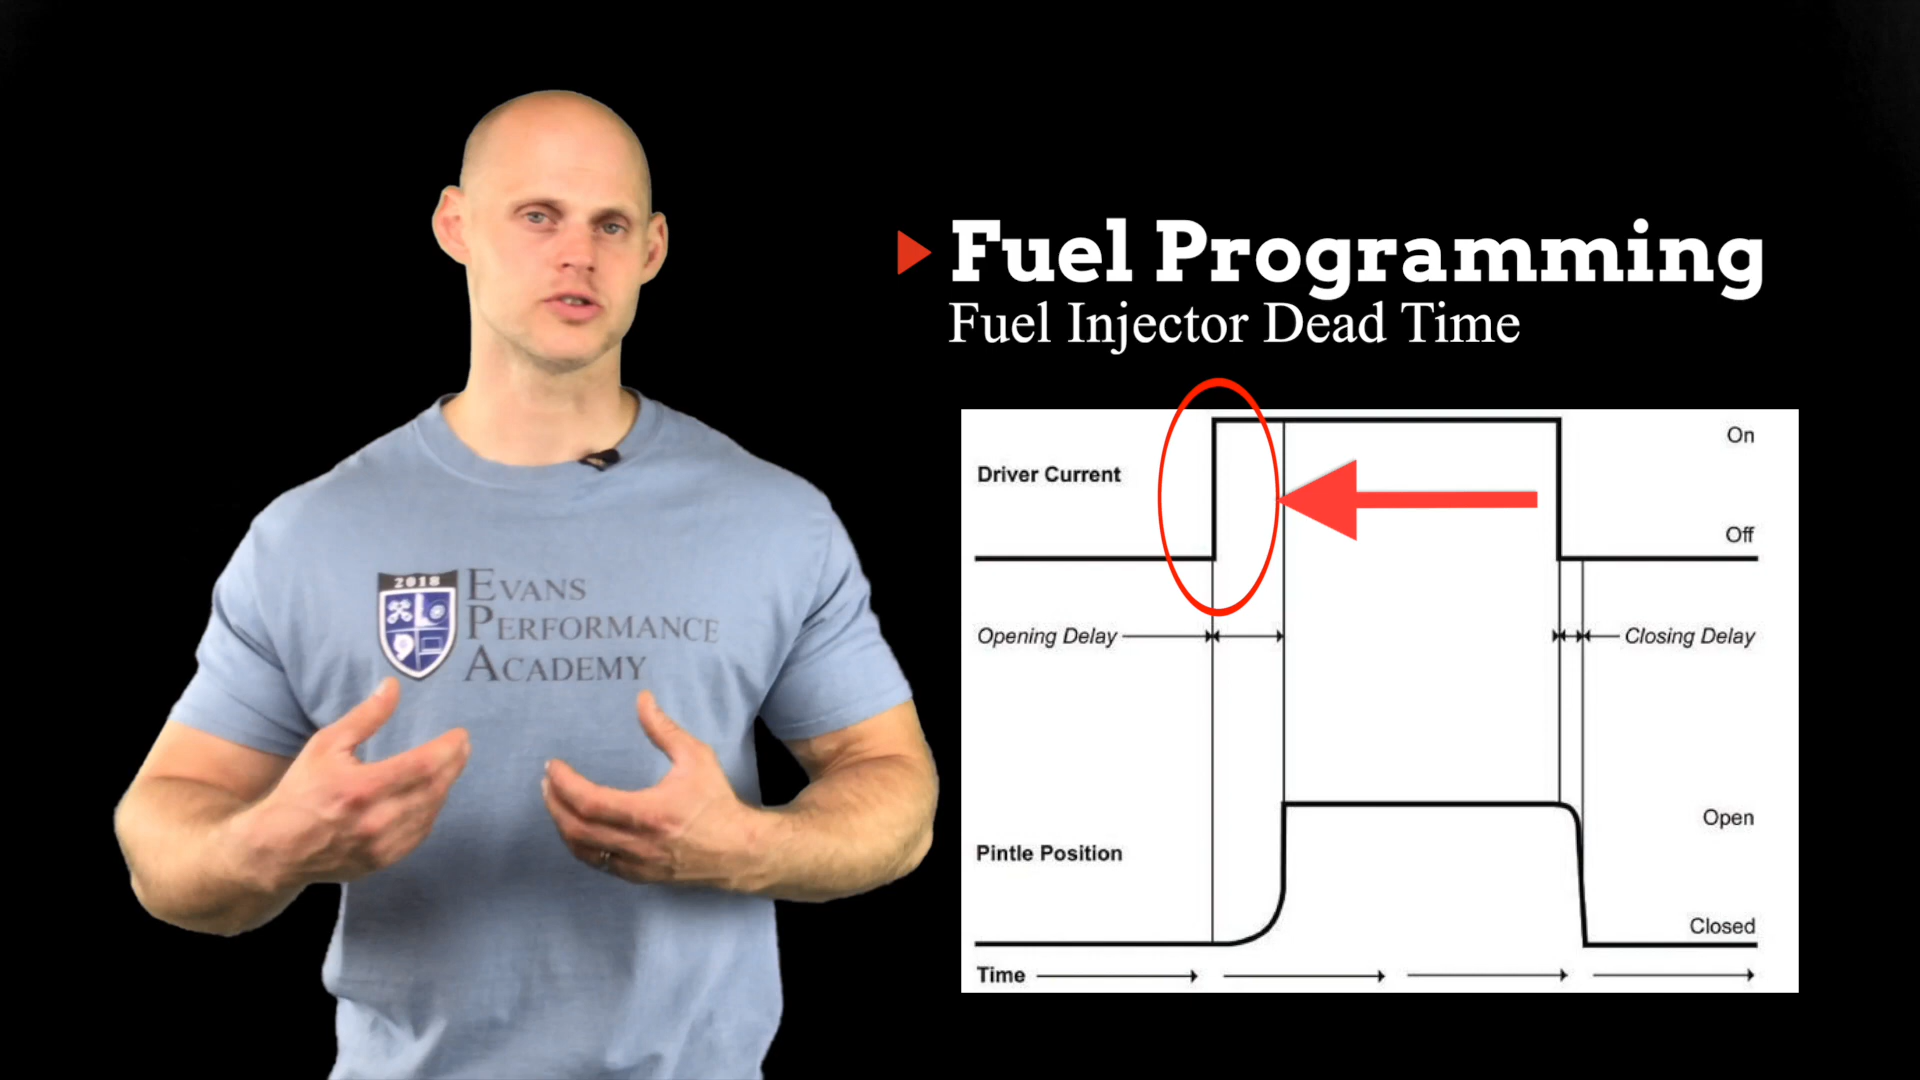 Fuel Programming
Fuel Injector Dead Time
On
Driver Current
Off
Opening Delay
Closing Delay
Open
Pintle Position
Closed
Time
2018
EVANS
PERFORMANCE
ACADEMY